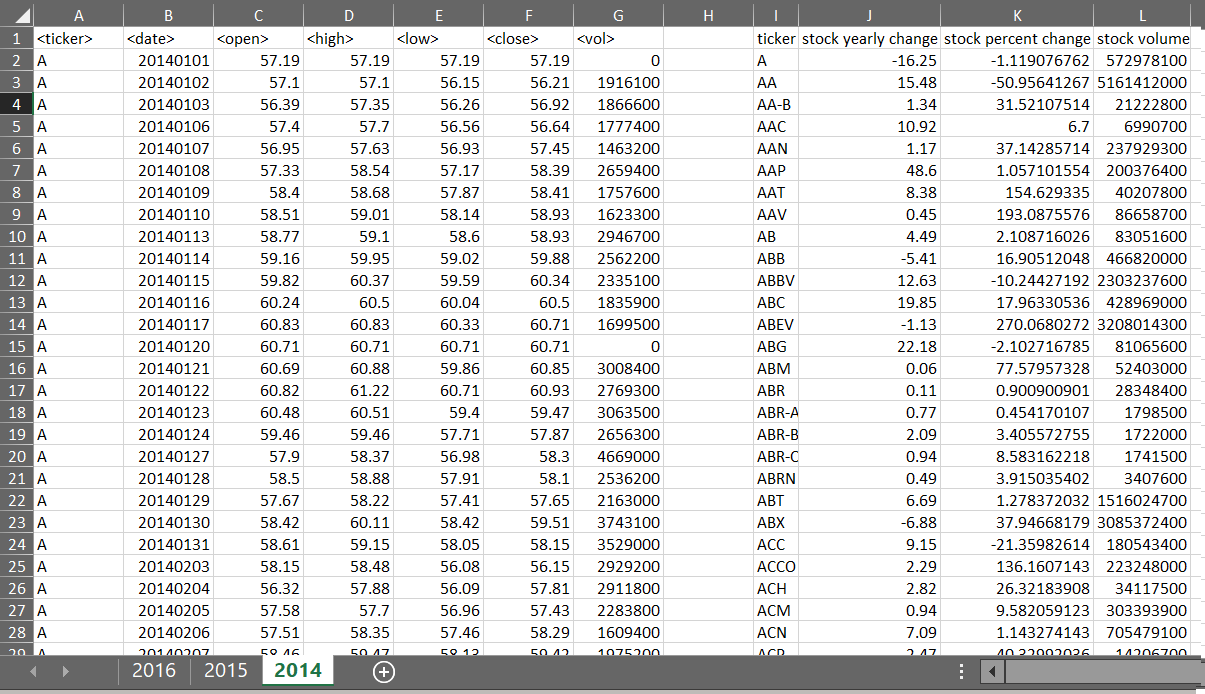 A B C D E F G H I J K L
1 <ticker> <date> <open> <high> <low> <close> <vol> ticker stock yearly change stock percent change stock volume
2 A 20140101 57.19 57.19 57.19 57.19 0 A -16.25 -1.119076762 572978100
3 A 20140102 57.1 57.1 56.15 56.21 1916100 AA 15.48 -50.95641267 5161412000
4 A 20140103 56.39 57.35 56.26 56.92 1866600 AA-B 1.34 31.52107514 21222800
5 A 20140106 57.4 57.7 56.56 56.64 1777400 AAC 10.92 6.7 6990700
6 A 20140107 56.95 57.63 56.93 57.45 1463200 AAN 1.17 37.14285714 237929300
7 A 20140108 57.33 58.54 57.17 58.39 2659400 AAP 48.6 1.057101554 200376400
8 A 20140109 58.4 58.68 57.87 58.41 1757600 AAT 8.38 154.629335 40207800
9 A 20140110 58.51 59.01 58.14 58.93 1623300 AAV 0.45 193.0875576 86658700
10 A 20140113 58.77 59.1 58.6 58.93 2946700 AB 4.49 2.108716026 83051600
11 A 20140114 59.16 59.95 59.02 59.88 2562200 ABB -5.41 16.90512048 466820000
12 A 20140115 59.82 60.37 59.59 60.34 2335100 ABBV 12.63 -10.24427192 2303237600
13 A 20140116 60.24 60.5 60.04 60.5 1835900 ABC 19.85 17.96330536 428969000
14 A 20140117 60.83 60.83 60.33 60.71 1699500 ABEV -1.13 270.0680272 3208014300
15 A 20140120 60.71 60.71 60.71 60.71 0 ABG 22.18 -2.102716785 81065600
16 A 20140121 60.69 60.88 59.86 60.85 3008400 ABM 0.06 77.57957328 52403000
17 A 20140122 60.82 61.22 60.71 60.93 2769300 ABR 0.11 0.900900901 28348400
18 A 20140123 60.48 60.51 59.4 59.47 3063500 ABR-A 0.77 0.454170107 1798500
19 A 20140124 59.46 59.46 57.71 57.87 2656300 ABR-B 2.09 3.405572755 1722000
20 A 20140127 57.9 58.37 56.98 58.3 4669000 ABR-C 0.94 8.583162218 1741500
21 A 20140128 58.5 58.88 57.91 58.1 2536200 ABRN 0.49 3.915035402 3407600
22 A 20140129 57.67 58.22 57.41 57.65 2163000 ABT 6.69 1.278372032 1516024700
23 A 20140130 58.42 60.11 58.42 59.51 3743100 ABX -6.88 37.94668179 3085372400
24 A 20140131 58.61 59.15 58.05 58.15 3529000 ACC 9.15 -21.35982614 180543400
25 A 20140203 58.15 58.48 56.08 56.15 2929200 ACCO 2.29 136.1607143 223248000
26 A 20140204 56.32 57.88 56.09 57.81 2911800 ACH 2.82 26.32183908 34117500
27 A 20140205 57.58 57.7 56.96 57.43 2283800 ACM 0.94 9.582059123 303393900
28 A 20140206 57.51 58.35 57.46 58.29 1609400 ACN 7.09 1.143274143 705479100
29 A 20140207 58.46 59.47 58.13 59.42 1975200 2.47 40.32992036 14206700
2016 2015 2014